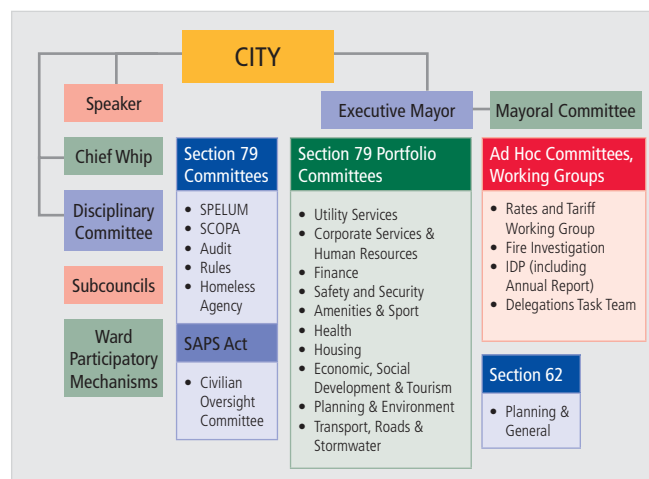 CITY
Speaker
Executive Mayor
Mayoral Committee
Chief Whip
Disciplinary
Committee
Subcouncils
Ward
Participatory
Mechanisms
Section 79
Committees
• SPELUM
• SCOPA
• Audit
• Rules
• Homeless
Agency
SAPS Act
• Civilian
Oversight
Committee
Section 79 Portfolio
Committees
• Utility Services
• Corporate Services &
Human Resources
• Finance
• Safety and Security
• Amenities & Sport
• Health
• Housing
• Economic, Social
Development & Tourism
• Planning & Environment
• Transport, Roads &
Stormwater
Ad Hoc Committees,
Working Groups
• Rates and Tariff
Working Group
• Fire Investigation
• IDP (including
Annual Report)
• Delegations Task Team
Section 62
• Planning &
General